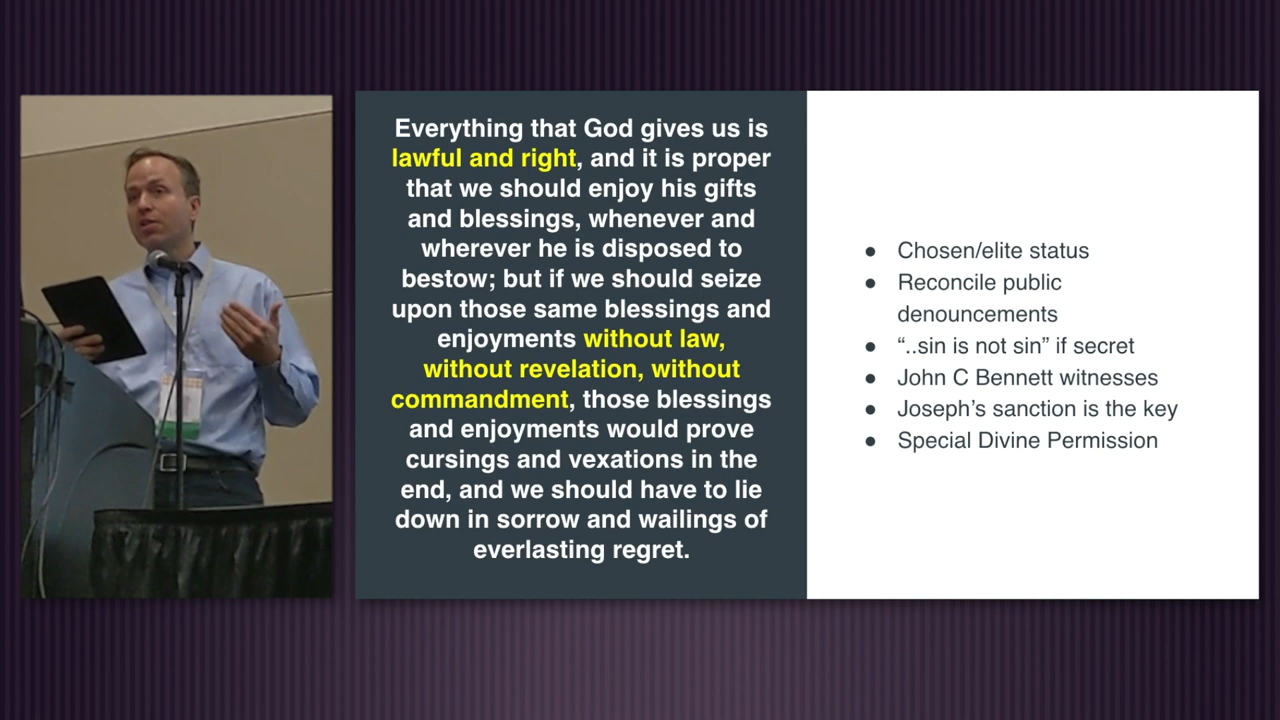 Everything that God gives us is
lawful and right, and it is proper
that we should enjoy his gifts
and blessings, whenever and
wherever he is disposed to
bestow; but if we should seize
upon those same blessings and
enjoyments without law,
without revelation, without
commandment, those blessings
and enjoyments would prove
cursings and vexations in the
end, and we should have to lie
down in sorrow and wailings of
everlasting regret.
● Chosen/elite status
● Reconcile public
denouncements
● “..sin is not sin” if secret
● John C Bennett witnesses
● Joseph’s sanction is the key
● Special Divine Permission